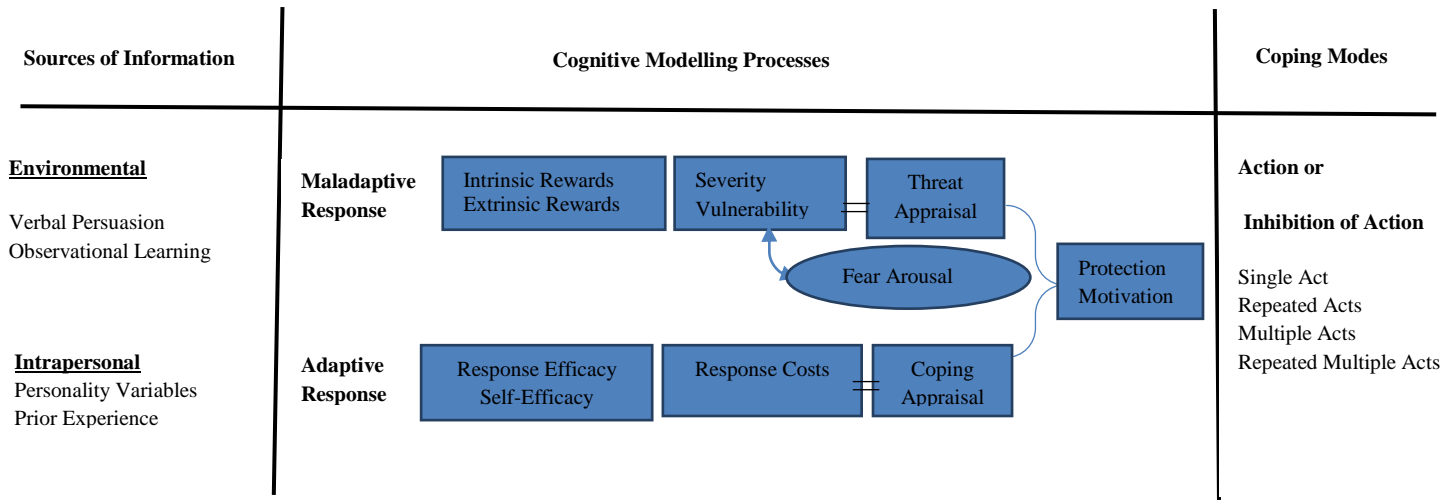 Sources of Information
Cognitive Modelling Processes
Coping Modes
Environmental
Verbal Persuasion
Observational Learning
Intrapersonal
Personality Variables
Prior Experience
Maladaptive
Response
Intrinsic Rewards
Extrinsic Rewards
Severity
Vulnerability
Threat
Appraisal
Fear Arousal
Protection
Motivation
Adaptive
Response
Response Efficacy
Self-Efficacy
Response Costs
Coping
Appraisal
Action or
Inhibition of Action
Single Act
Repeated Acts
Multiple Acts
Repeated Multiple Acts